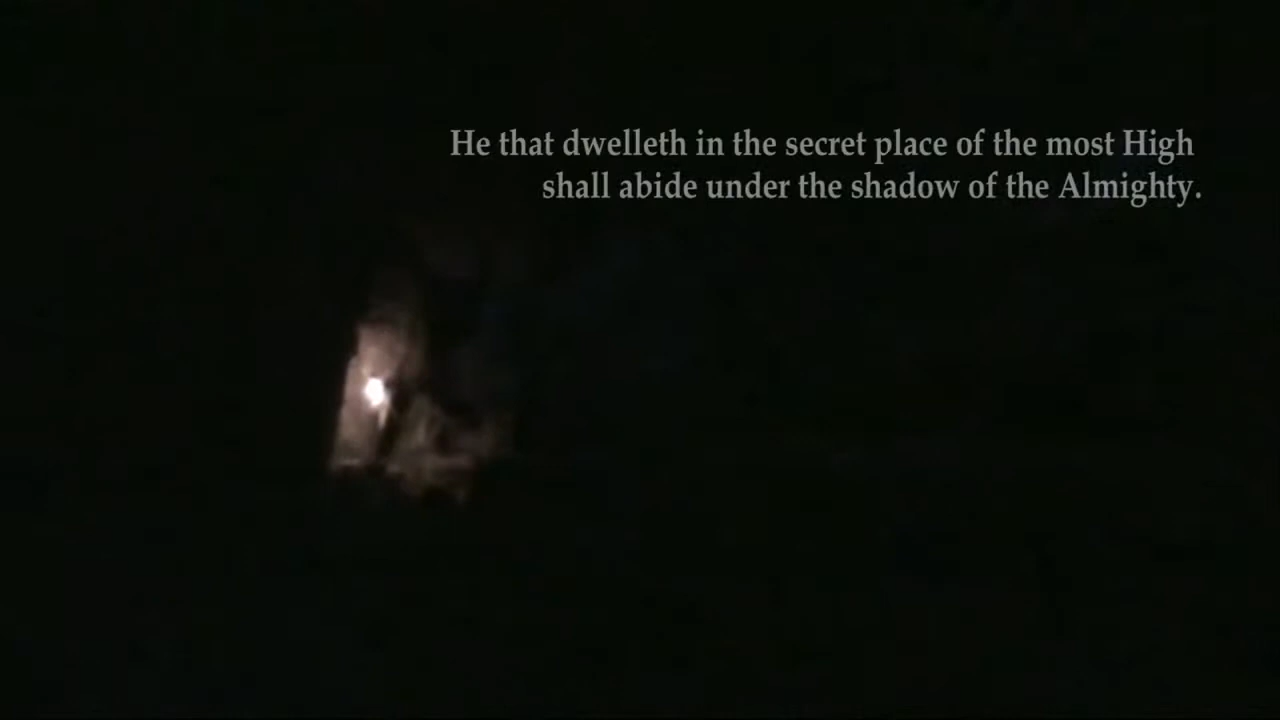 He that dwelleth in the secret place of the most High
shall abide under the shadow of the Almighty.